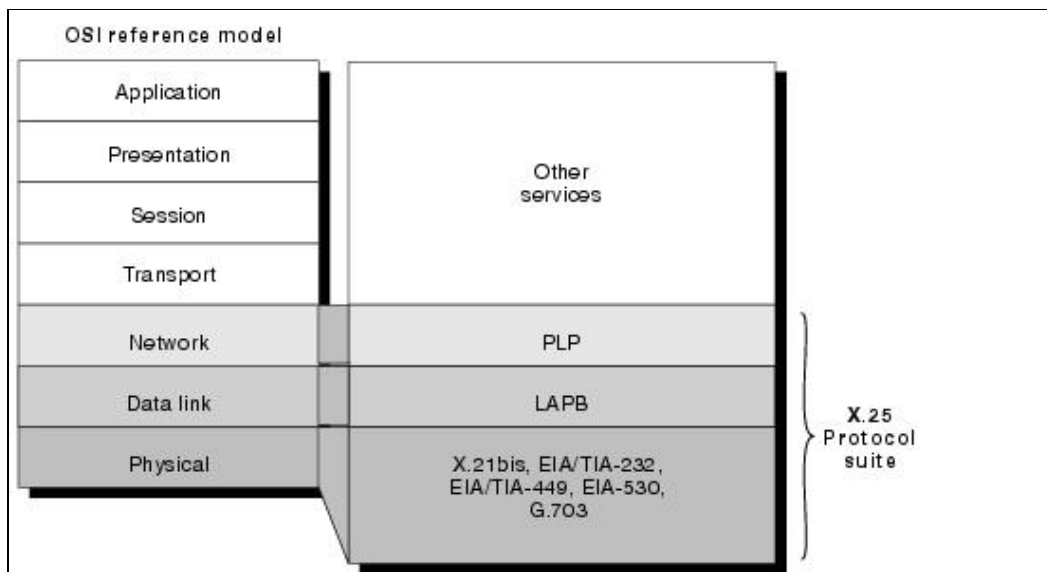 OSI reference model
Application
Presentation
Session
Transport
Network
Data link
Physical
Other
services
PLP
LAPB
X.21bis, EIA/TIA-232,
EIA/TIA-449, EIA-530,
G.703
X.25
Protocol
suite